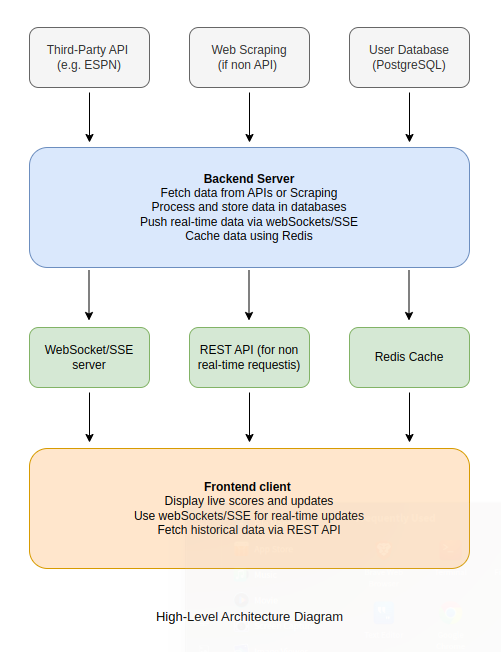 Third-Party API
(e.g. ESPN)
Web Scraping
(if non API)
User Database
(PostgreSQL)
Backend Server
Fetch data from APIs or Scraping
Process and store data in databases
Push real-time data via webSockets/SSE
Cache data using Redis
WebSocket/SSE
server
REST API (for non
real-time requestis)
Redis Cache
Frontend client
Display live scores and updates
Use webSockets/SSE for real-time updates
Fetch historical data via REST API
High-Level Architecture Diagram